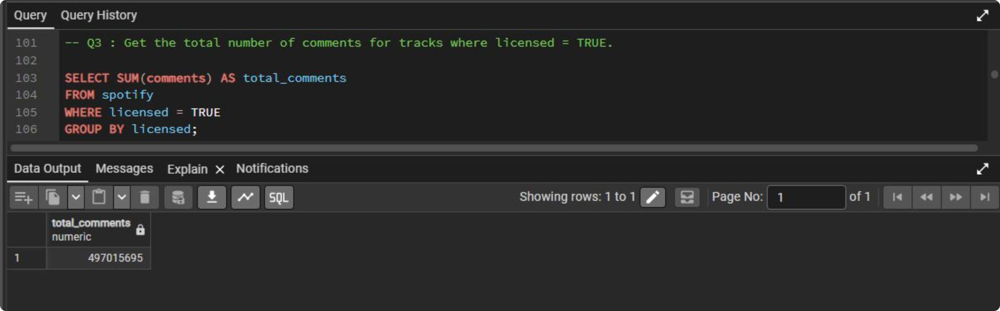 Query Query History
101 -- Q3 : Get the total number of comments for tracks where licensed = TRUE.
102
103 SELECT SUM(comments) AS total_comments
104 FROM spotify
105 WHERE licensed = TRUE
106 GROUP BY licensed;
Data Output Messages Explain Notifications
SQL Showing rows: 1 to 1 Page No: 1 of 1
total_comments
numeric
1 497015695